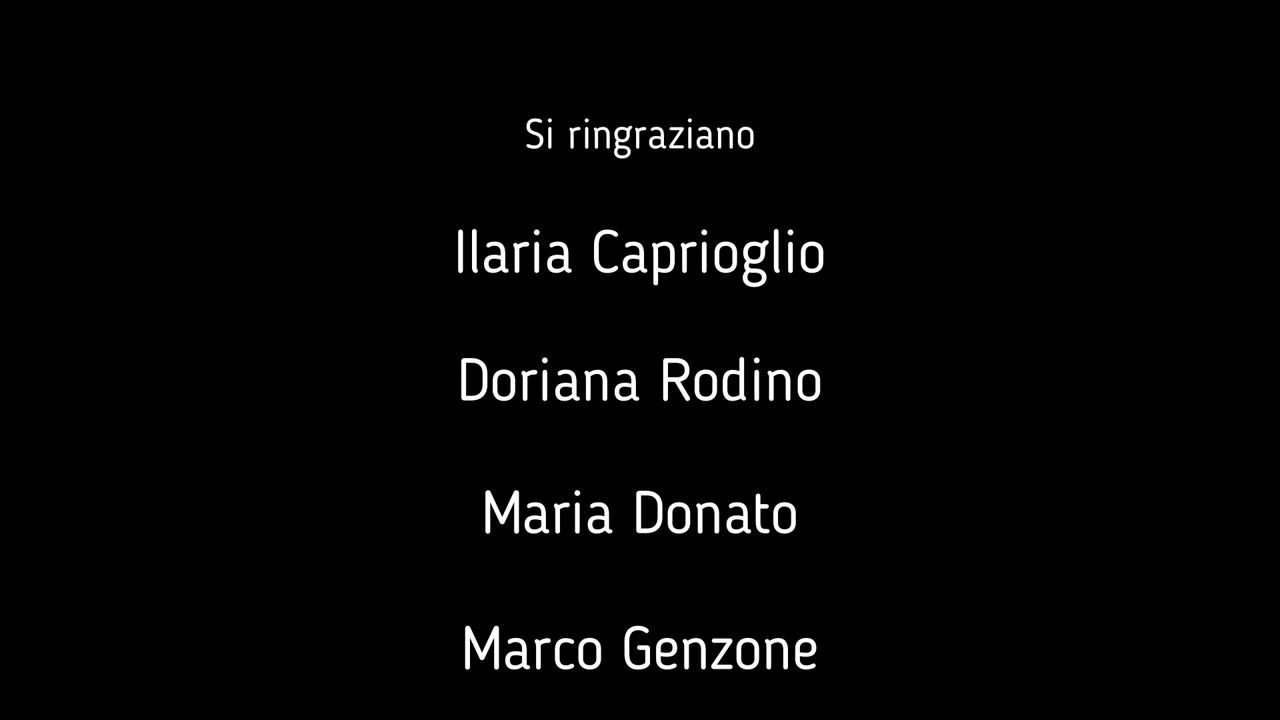 Si ringraziano
Ilaria Caprioglio
Doriana Rodino
Maria Donato
Marco Genzone